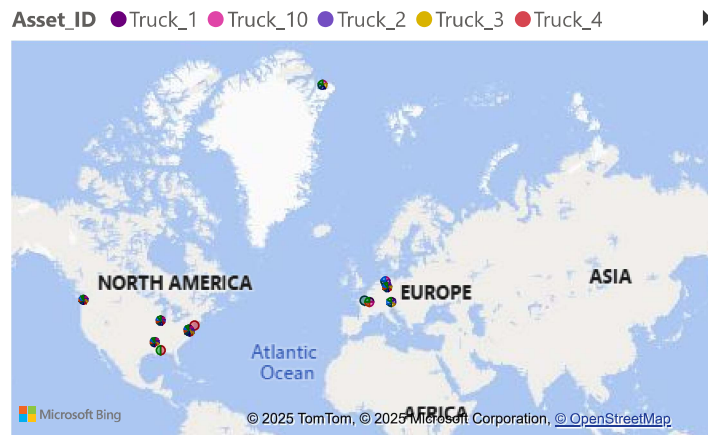 Asset_ID Truck_1 Truck_10 Truck_2 Truck_3 Truck_4
NORTH AMERICA
ASIA
EUROPE
Atlantic
Ocean
AFRICA
Microsoft Bing
© 2025 TomTom, © 2025 Microsoft Corporation, © OpenStreetMap